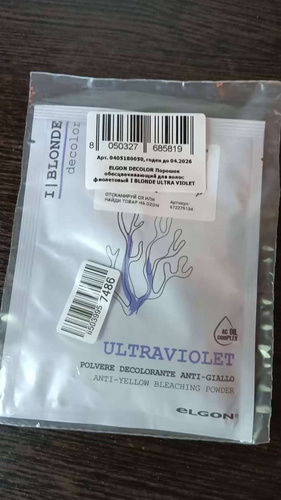 I|BLONDE
decolor
8 050327 685819
Арт. 0405180050, годен до 04.2026
ELGON DECOLOR Порошок
обесцвечивающий для волос
фиолетовый I BLONDE ULTRA VIOLET
ОТСКАНИРУЙ QR ИЛИ
НАЙДИ ТОВАР НА OZON
Артикул:
AC OIL
COMPLEX
7486
ULTRAVIOLET
POLVERE DECOLORANTE ANTI-GIALLO
ANTI-YELLOW BLEACHING POWDER
eLGON